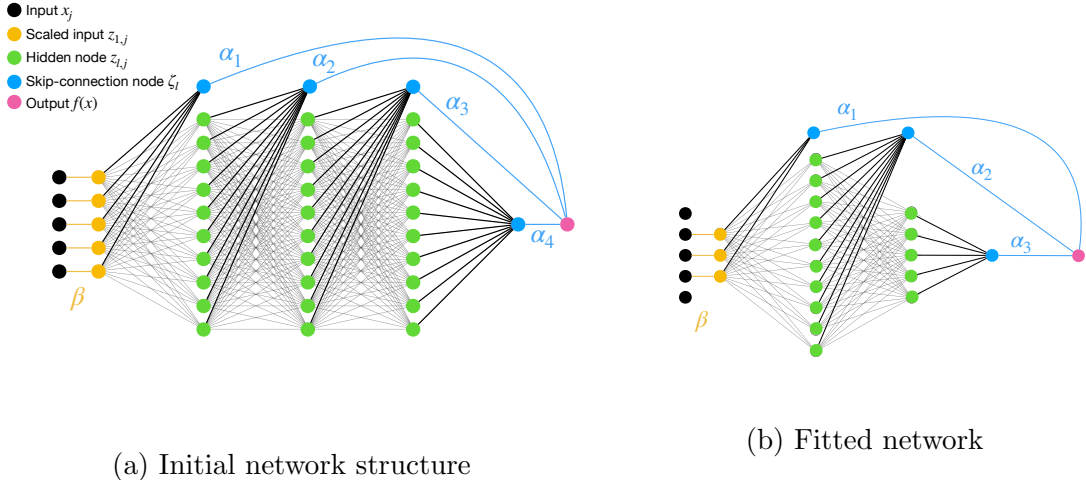 Input x_j
Scaled input z_{1,j}
Hidden node z_{l,j}
Skip-connection node ζ_l
Output f(x)
α_1
α_2
α_3
α_4
β
(a) Initial network structure
α_1
α_2
α_3
β
(b) Fitted network